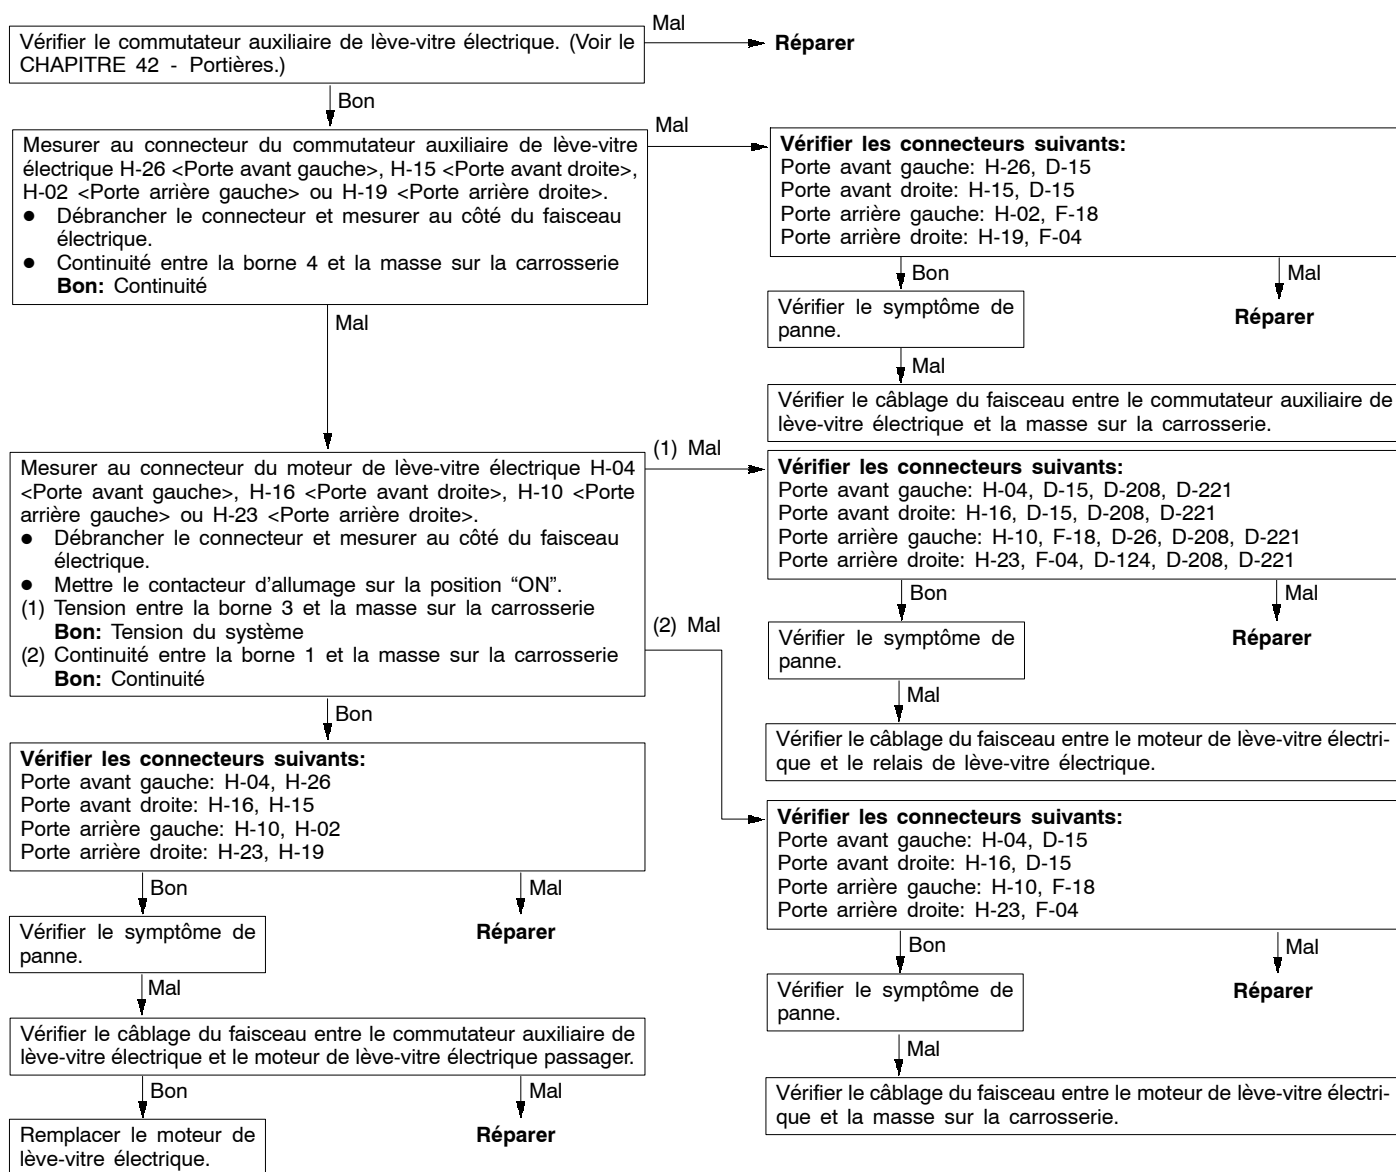 Vérifier le commutateur auxiliaire de lève-vitre électrique. (Voir le
CHAPITRE 42 - Portières.)
Mal
Réparer
Bon
Mesurer au connecteur du commutateur auxiliaire de lève-vitre
électrique H-26 <Porte avant gauche>, H-15 <Porte avant droite>,
H-02 <Porte arrière gauche> ou H-19 <Porte arrière droite>.
● Débrancher le connecteur et mesurer au côté du faisceau
électrique.
● Continuité entre la borne 4 et la masse sur la carrosserie
Bon: Continuité
Mal
Vérifier les connecteurs suivants:
Porte avant gauche: H-26, D-15
Porte avant droite: H-15, D-15
Porte arrière gauche: H-02, F-18
Porte arrière droite: H-19, F-04
Bon
Mal
Vérifier le symptôme de
panne.
Réparer
Mal
Vérifier le câblage du faisceau entre le commutateur auxiliaire de
lève-vitre électrique et la masse sur la carrosserie.
Mal
Mesurer au connecteur du moteur de lève-vitre électrique H-04
<Porte avant gauche>, H-16 <Porte avant droite>, H-10 <Porte
arrière gauche> ou H-23 <Porte arrière droite>.
● Débrancher le connecteur et mesurer au côté du faisceau
électrique.
● Mettre le contacteur d'allumage sur la position “ON”.
(1) Tension entre la borne 3 et la masse sur la carrosserie
Bon: Tension du système
(2) Continuité entre la borne 1 et la masse sur la carrosserie
Bon: Continuité
(1) Mal
Vérifier les connecteurs suivants:
Porte avant gauche: H-04, D-15, D-208, D-221
Porte avant droite: H-16, D-15, D-208, D-221
Porte arrière gauche: H-10, F-18, D-26, D-208, D-221
Porte arrière droite: H-23, F-04, D-124, D-208, D-221
Bon
Mal
Vérifier le symptôme de
panne.
Réparer
Mal
Vérifier le câblage du faisceau entre le moteur de lève-vitre électri-
que et le relais de lève-vitre électrique.
(2) Mal
Vérifier les connecteurs suivants:
Porte avant gauche: H-04, D-15
Porte avant droite: H-16, D-15
Porte arrière gauche: H-10, F-18
Porte arrière droite: H-23, F-04
Bon
Mal
Vérifier le symptôme de
panne.
Réparer
Mal
Vérifier le câblage du faisceau entre le moteur de lève-vitre électri-
que et la masse sur la carrosserie.
Bon
Vérifier les connecteurs suivants:
Porte avant gauche: H-04, H-26
Porte avant droite: H-16, H-15
Porte arrière gauche: H-10, H-02
Porte arrière droite: H-23, H-19
Bon
Mal
Vérifier le symptôme de
panne.
Réparer
Mal
Vérifier le câblage du faisceau entre le commutateur auxiliaire de
lève-vitre électrique et le moteur de lève-vitre électrique passager.
Bon
Mal
Remplacer le moteur de
lève-vitre électrique.
Réparer